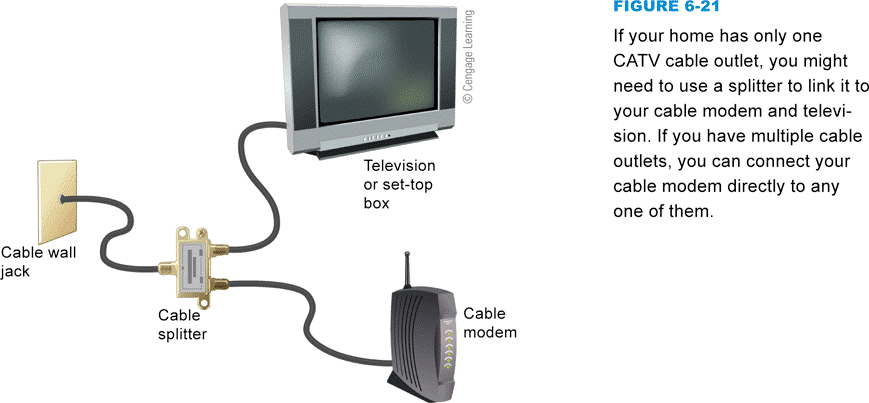 FIGURE 6-21
If your home has only one
CATV cable outlet, you might
need to use a splitter to link it to
your cable modem and televi-
sion. If you have multiple cable
outlets, you can connect your
cable modem directly to any
one of them.
© Cengage Learning
Television
or set-top
box
Cable wall
jack
Cable
splitter
Cable
modem